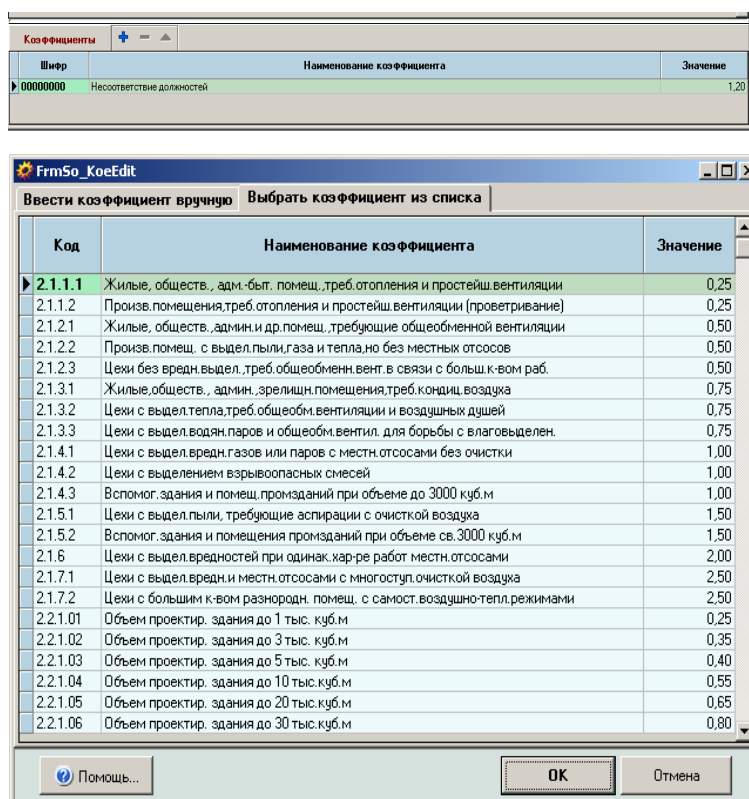 Коэффициенты
Шифр Наименование коэффициента Значение
00000000 Несоответствие должностей 1,20
FrmSo_KoeEdit
Ввести коэффициент вручную Выбрать коэффициент из списка
Код Наименование коэффициента Значение
2.1.1.1 Жилые, обществ., адм.-быт. помещ.,треб.отопления и простейш.вентиляции 0,25
2.1.1.2 Произв.помещения,треб.отопления и простейш.вентиляции (проветривание) 0,25
2.1.2.1 Жилые, обществ.,админ.и др.помещ.,требующие общеобменной вентиляции 0,50
2.1.2.2 Произв.помещ. с выдел.пыли,газа и тепла,но без местных отсосов 0,50
2.1.2.3 Цехи без вредн.выдел.,треб.общеобменн.вент.в связи с больш.к-вом раб. 0,50
2.1.3.1 Жилые,обществ., админ.,зрелищн.помещения,треб.кондиц.воздуха 0,75
2.1.3.2 Цехи с выдел.тепла,треб.общеобм.вентиляции и воздушных душей 0,75
2.1.3.3 Цехи с выдел.водян.паров и общеобм.вентил. для борьбы с влаговыделен. 0,75
2.1.4.1 Цехи с выдел.вредн.газов или паров с местн.отсосами без очистки 1,00
2.1.4.2 Цехи с выделением взрывоопасных смесей 1,00
2.1.4.3 Вспомог.здания и помещ.промзданий при объеме до 3000 куб.м 1,00
2.1.5.1 Цехи с выдел.пыли, требующие аспирации с очисткой воздуха 1,50
2.1.5.2 Вспомог.здания и помещения промзданий при объеме св.3000 куб.м 1,50
2.1.6 Цехи с выдел.вредностей при одинак.хар-ре работ местн.отсосами 2,00
2.1.7.1 Цехи с выдел.вредн.и местн.отсосами с многоступ.очисткой воздуха 2,50
2.1.7.2 Цехи с большим к-вом разнородн. помещ. с самост.воздушно-тепл.режимами 2,50
2.2.1.01 Объем проектир. здания до 1 тыс. куб.м 0,25
2.2.1.02 Объем проектир. здания до 3 тыс. куб.м 0,35
2.2.1.03 Объем проектир. здания до 5 тыс. куб.м 0,40
2.2.1.04 Объем проектир. здания до 10 тыс.куб.м 0,55
2.2.1.05 Объем проектир. здания до 20 тыс.куб.м 0,65
2.2.1.06 Объем проектир. здания до 30 тыс.куб.м 0,80
Помощь... OK Отмена